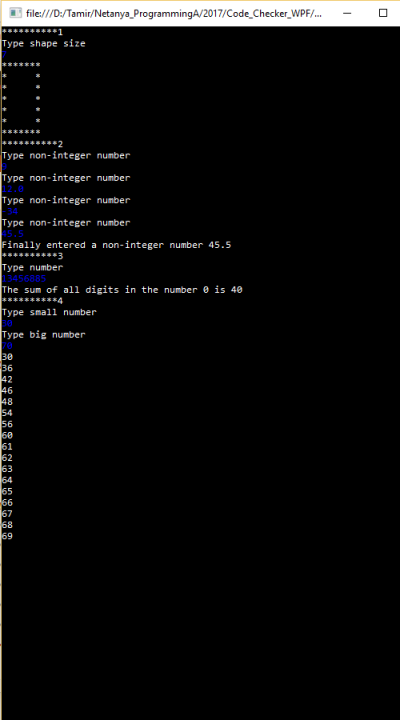 file:///D:/Tamir/Netanya_ProgrammingA/2017/Code_Checker_WPF/...
**********1
Type shape size
*******
*     *
*     *
*     *
*     *
*******
**********2
Type non-integer number
Type non-integer number
12.0
Type non-integer number
Type non-integer number
45.5
Finally entered a non-integer number 45.5
**********3
Type number
The sum of all digits in the number 0 is 40
**********4
Type small number
30
Type big number
70
30
36
42
46
48
54
56
60
61
62
63
64
65
66
67
68
69